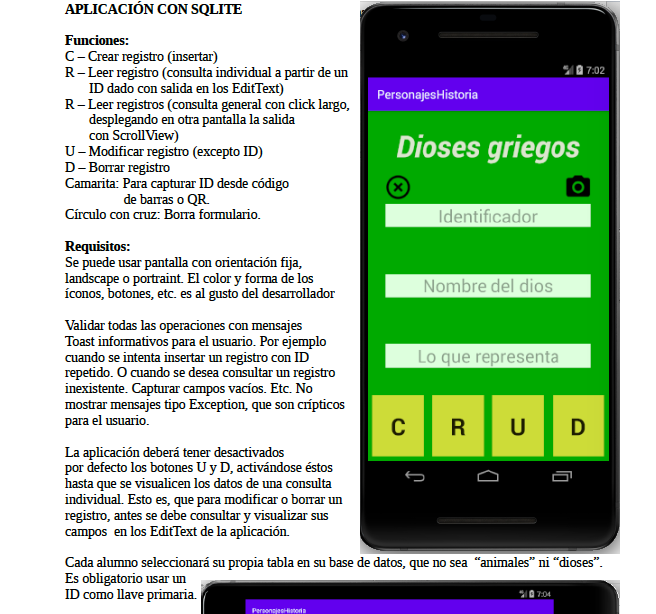 APLICACIÓN CON SQLITE
Funciones:
C – Crear registro (insertar)
R – Leer registro (consulta individual a partir de un
ID dado con salida en los EditText)
R – Leer registros (consulta general con click largo,
desplegando en otra pantalla la salida
con ScrollView)
U – Modificar registro (excepto ID)
D – Borrar registro
Camarita: Para capturar ID desde código
de barras o QR.
Círculo con cruz: Borra formulario.
Requisitos:
Se puede usar pantalla con orientación fija,
landscape o portraint. El color y forma de los
íconos, botones, etc. es al gusto del desarrollador
Validar todas las operaciones con mensajes
Toast informativos para el usuario. Por ejemplo
cuando se intenta insertar un registro con ID
repetido. O cuando se desea consultar un registro
inexistente. Capturar campos vacíos. Etc. No
mostrar mensajes tipo Exception, que son crípticos
para el usuario.
La aplicación deberá tener desactivados
por defecto los botones U y D, activándose éstos
hasta que se visualicen los datos de una consulta
individual. Esto es, que para modificar o borrar un
registro, antes se debe consultar y visualizar sus
campos en los EditText de la aplicación.
7:02
PersonajesHistoria
Dioses griegos
Identificador
Nombre del dios
Lo que representa
C R U D
Cada alumno seleccionará su propia tabla en su base de datos, que no sea “animales” ni “dioses”.
Es obligatorio usar un
ID como llave primaria.
7:04
PersonajesHistoria